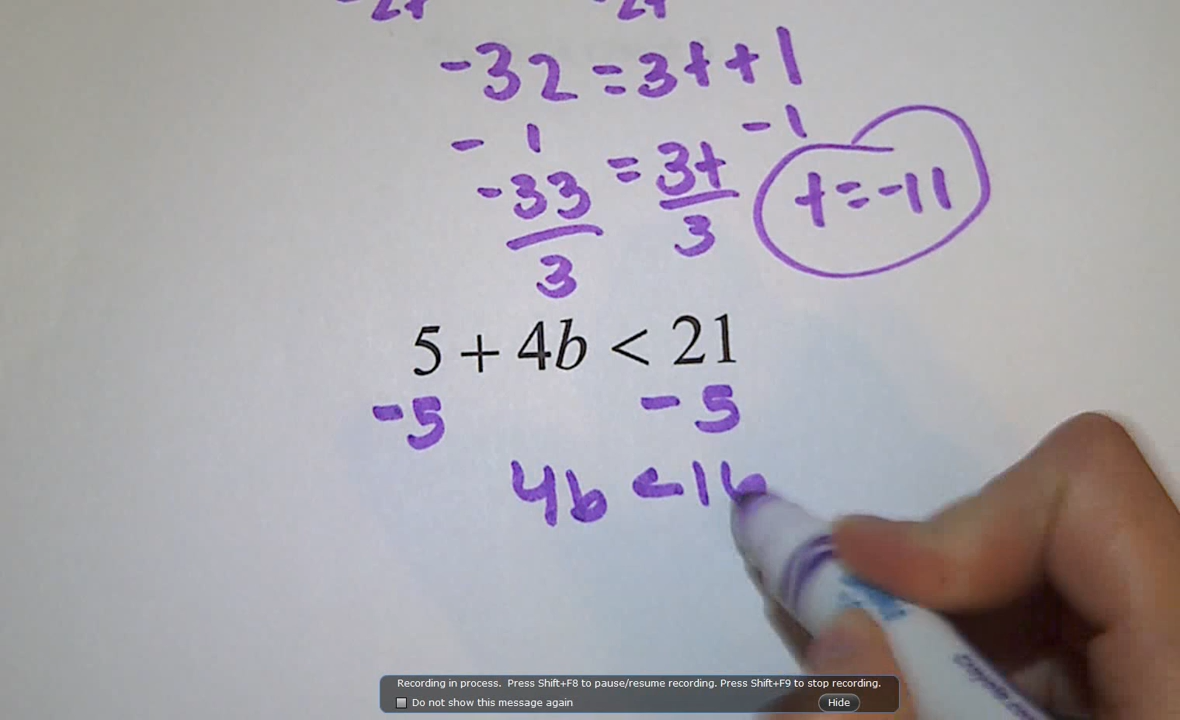 -32 = 3t + 1
- 1 - 1
-33 = 3t t = -11
3 3
5 + 4b < 21
-5 - 5
4b < 16
Recording in process. Press Shift+F8 to pause/resume recording. Press Shift+F9 to stop recording.
Do not show this message again Hide